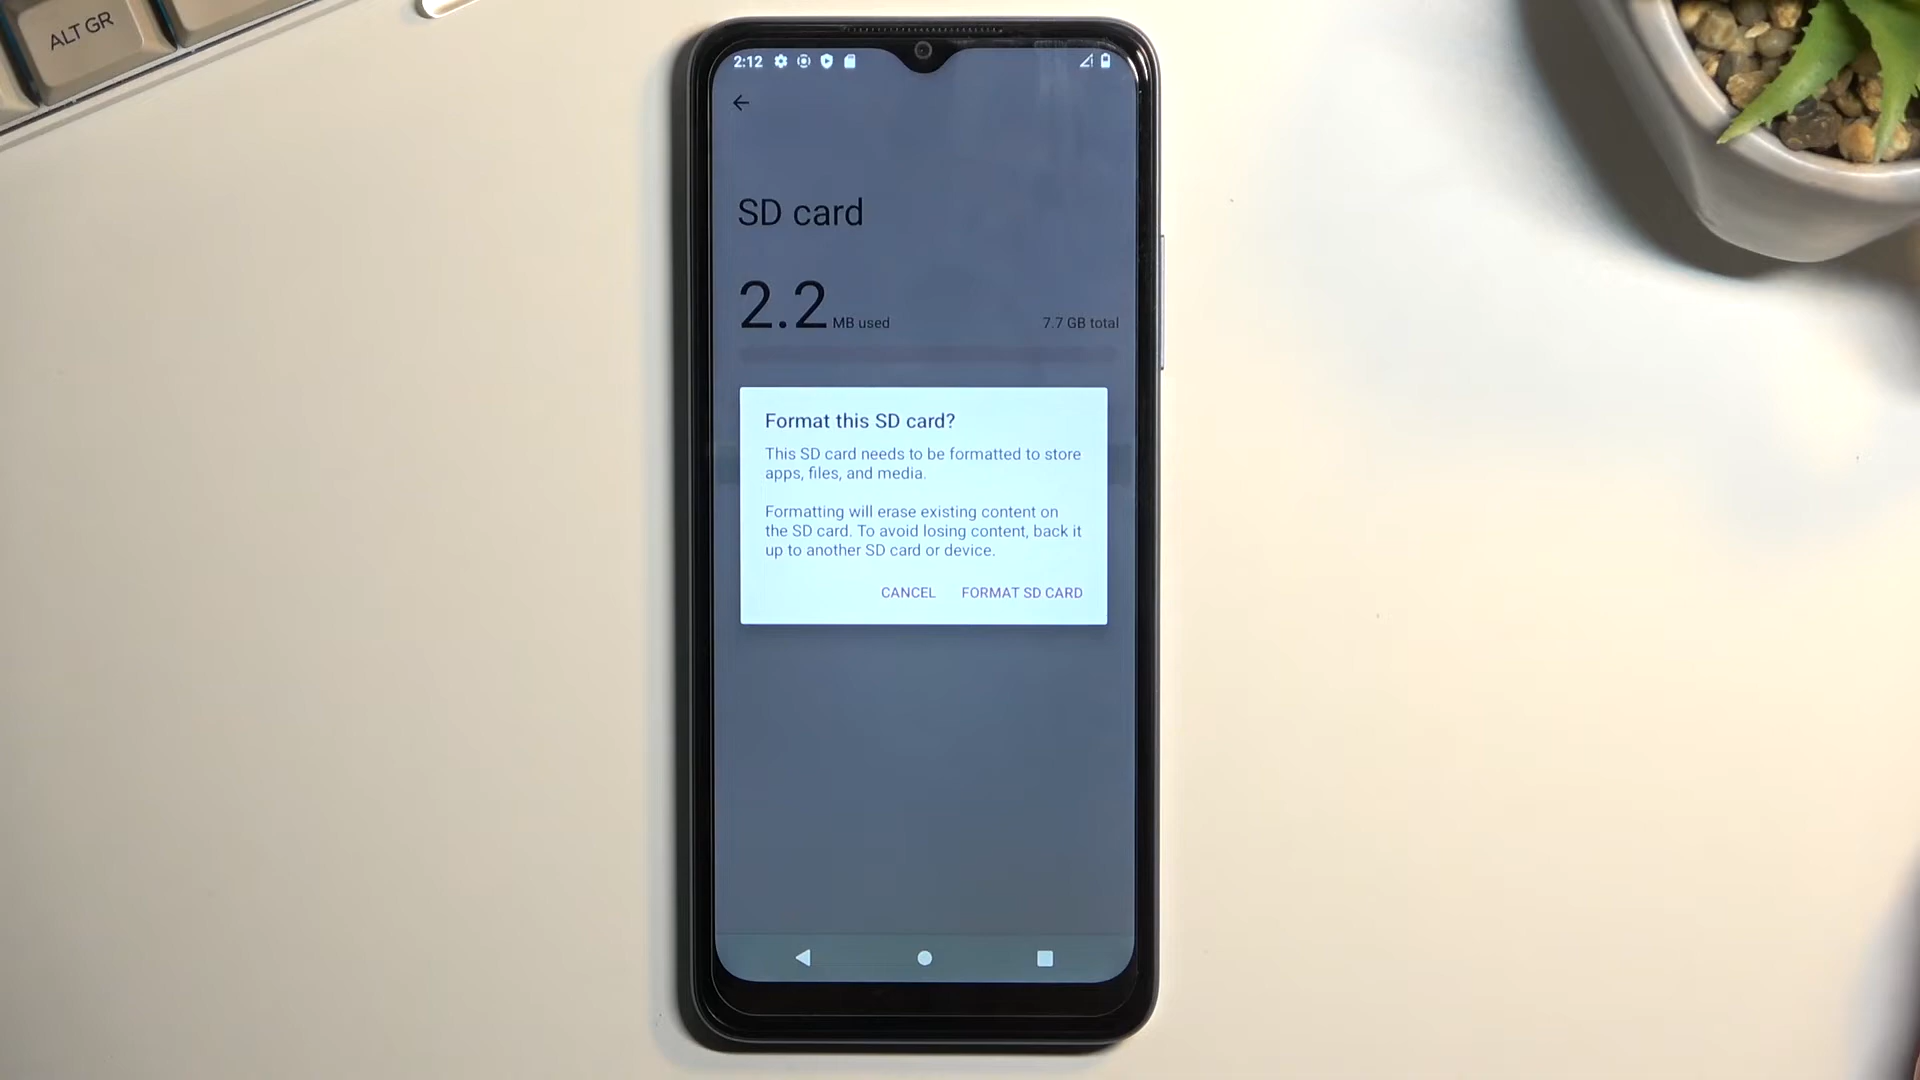 ALT GR
2:12
SD card
2.2 MB used
7.7 GB total
Format this SD card?
This SD card needs to be formatted to store
apps, files, and media.
Formatting will erase existing content on
the SD card. To avoid losing content, back it
up to another SD card or device.
CANCEL
FORMAT SD CARD